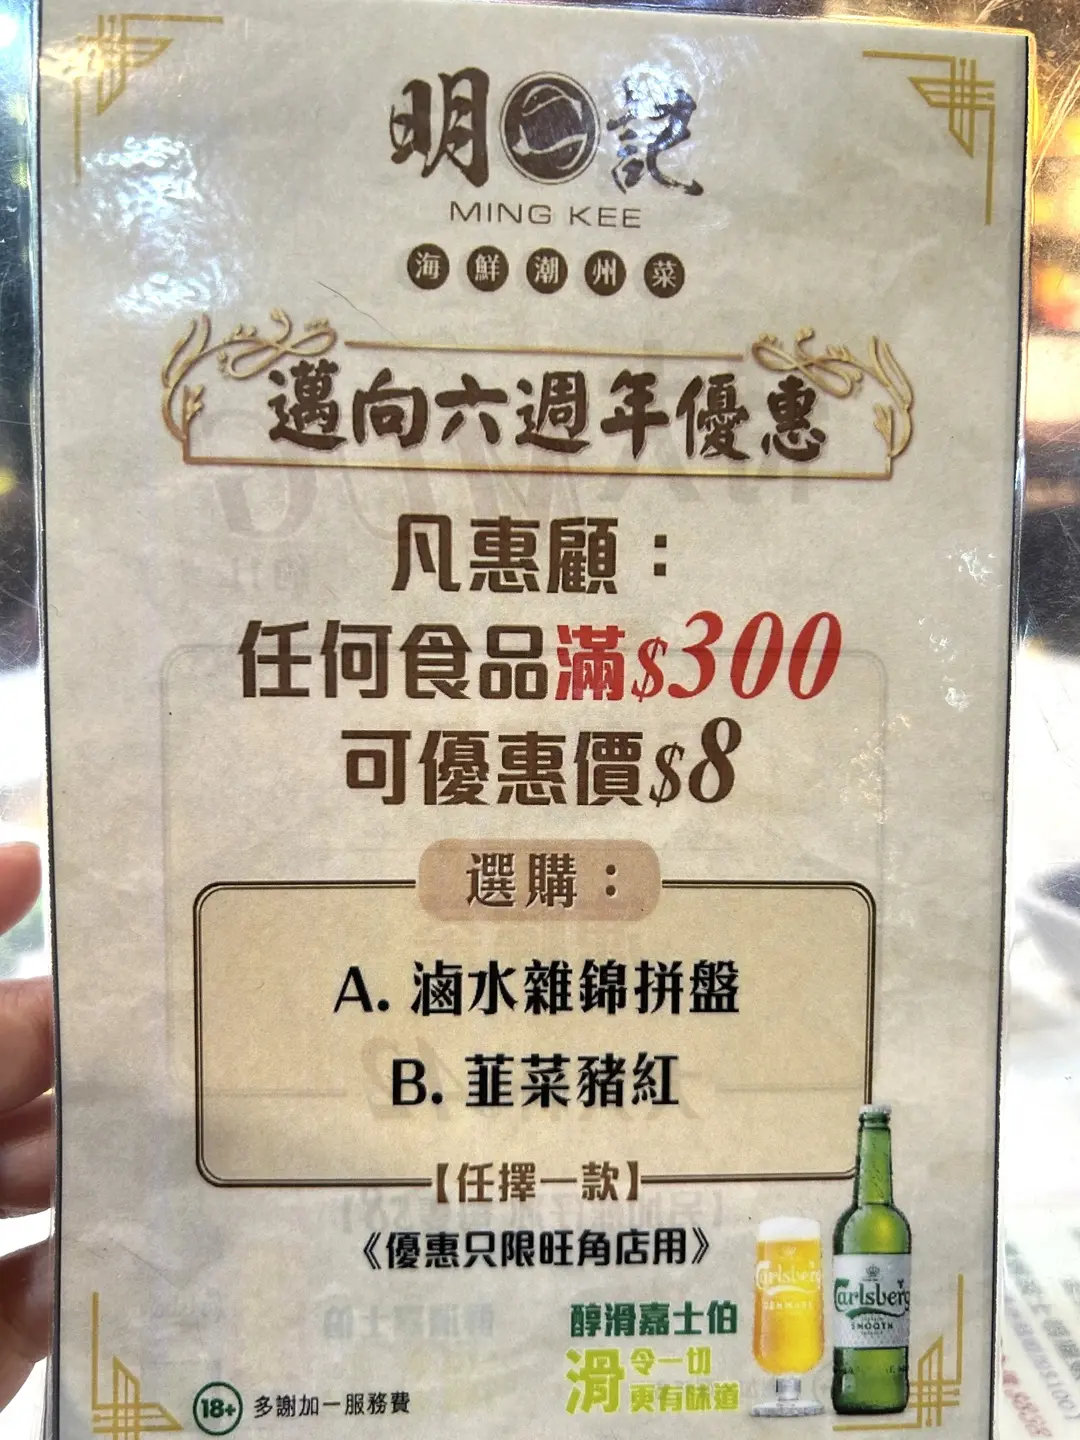 明記
MING KEE
海鮮潮州菜
邁向六週年優惠
凡惠顧：
任何食品滿$300
可優惠價$8
選購：
A. 滷水雜錦拼盤
B. 韮菜豬紅
【任擇一款】
《優惠只限旺角店用》
醇滑嘉士伯
滑令一切
更有味道
Carlsberg
DENMARK
Carlsberg
SMOOTH
18+ 多謝加一服務費